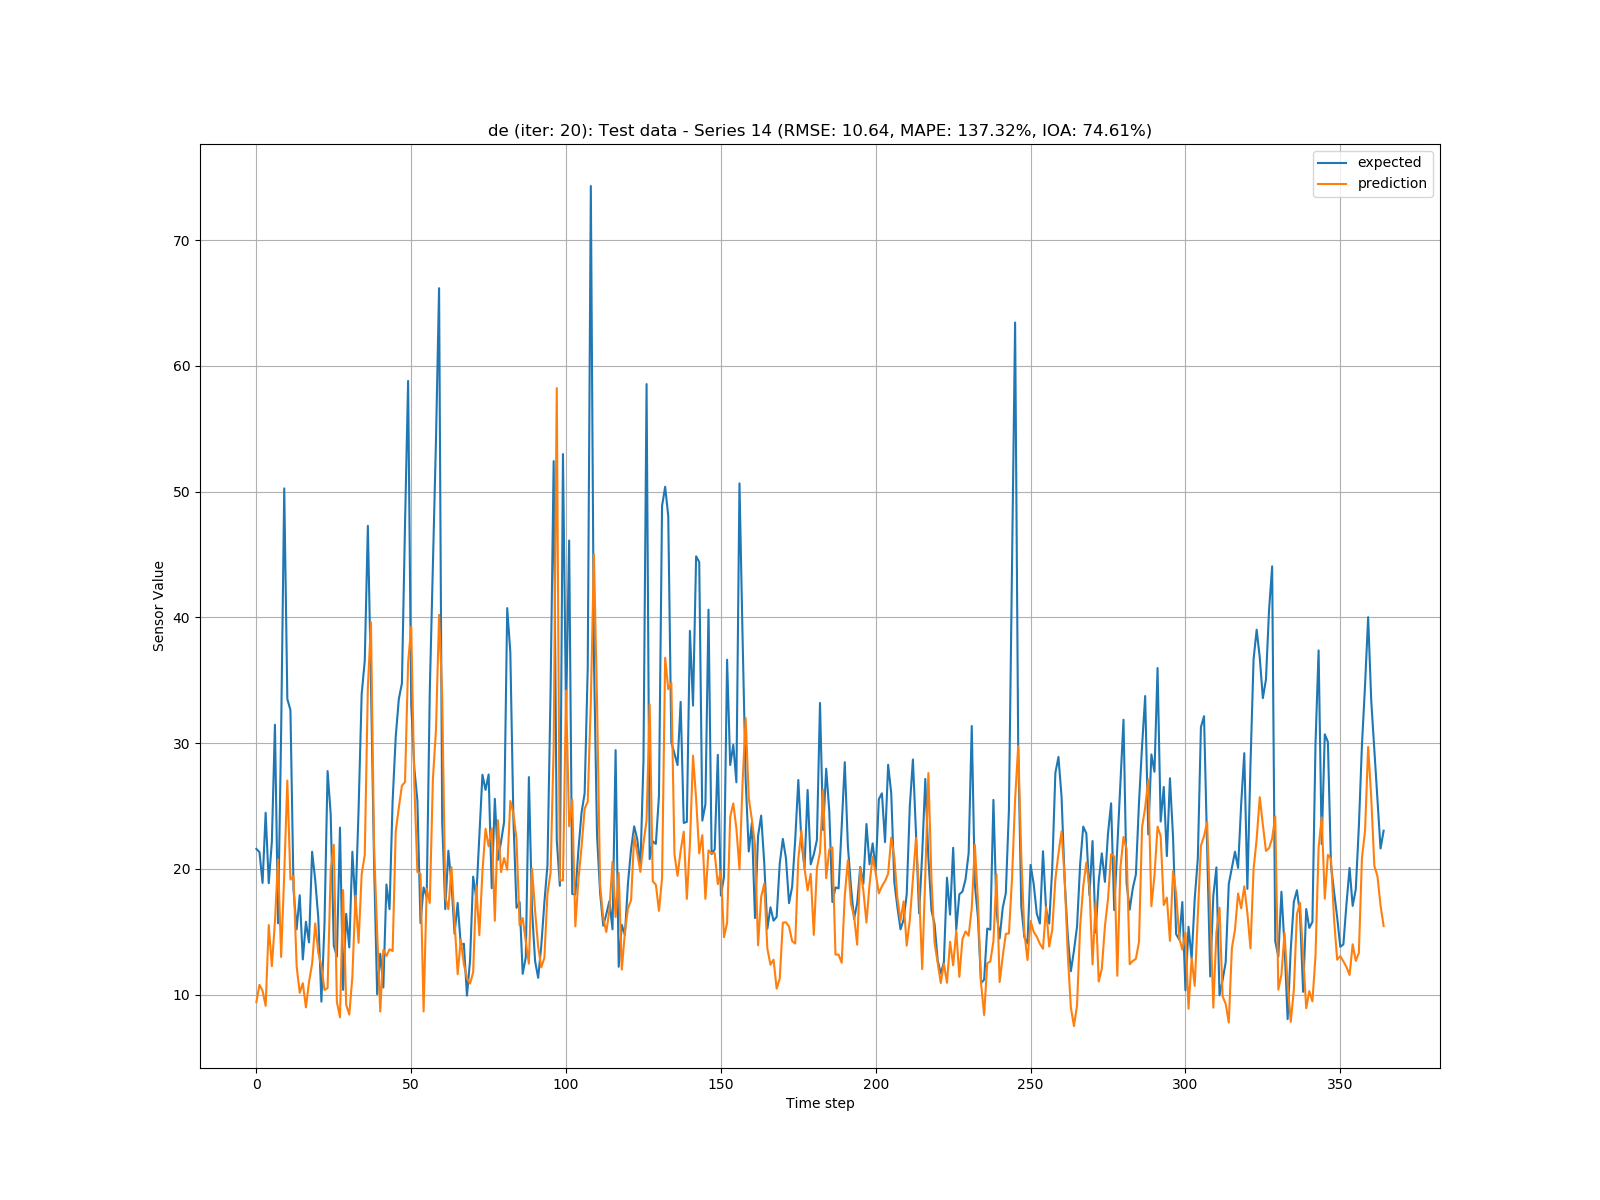 de (iter: 20): Test data - Series 14 (RMSE: 10.64, MAPE: 137.32%, IOA: 74.61%)
expected
prediction
70
60
50
40
30
20
10
Sensor Value
0 50 100 150 200 250 300 350
Time step